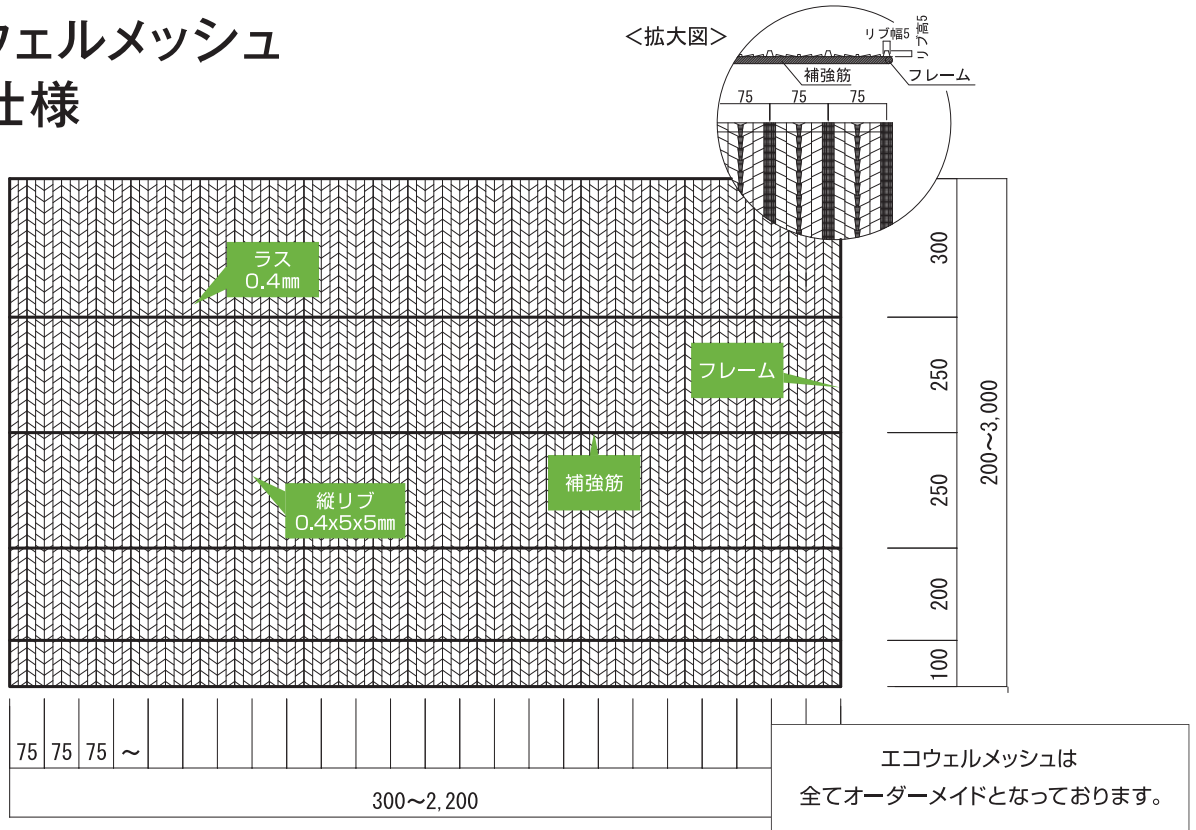 ウェルメッシュ
仕様
＜拡大図＞
リブ幅5
リブ高5
補強筋
フレーム
75 75 75
ラス
0.4㎜
フレーム
補強筋
縦リブ
0.4x5x5㎜
300
250
250
200
100
200〜3,000
75 75 75 〜
300〜2,200
エコウェルメッシュは
全てオーダーメイドとなっております。